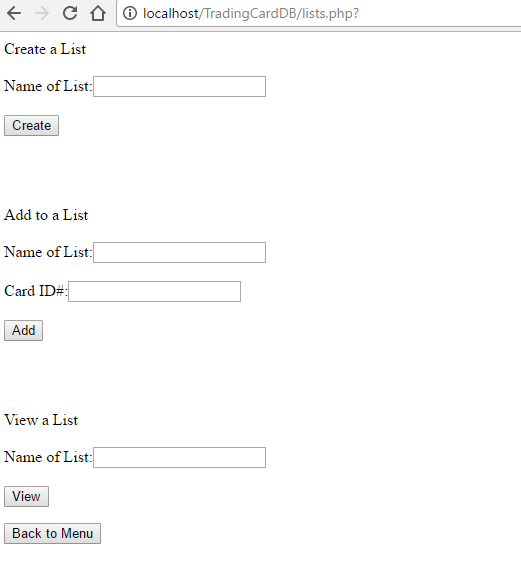 localhost/TradingCardDB/lists.php?
Create a List
Name of List:
Create
Add to a List
Name of List:
Card ID#:
Add
View a List
Name of List:
View
Back to Menu